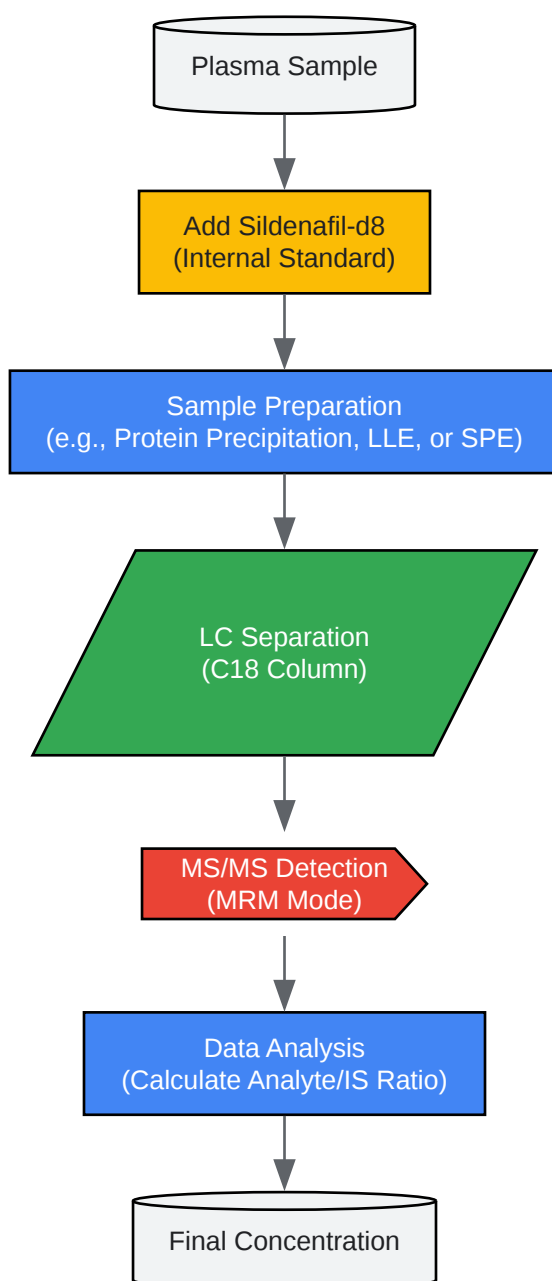 Plasma Sample
Add Sildenafil-d8
(Internal Standard)
Sample Preparation
(e.g., Protein Precipitation, LLE, or SPE)
LC Separation
(C18 Column)
MS/MS Detection
(MRM Mode)
Data Analysis
(Calculate Analyte/IS Ratio)
Final Concentration